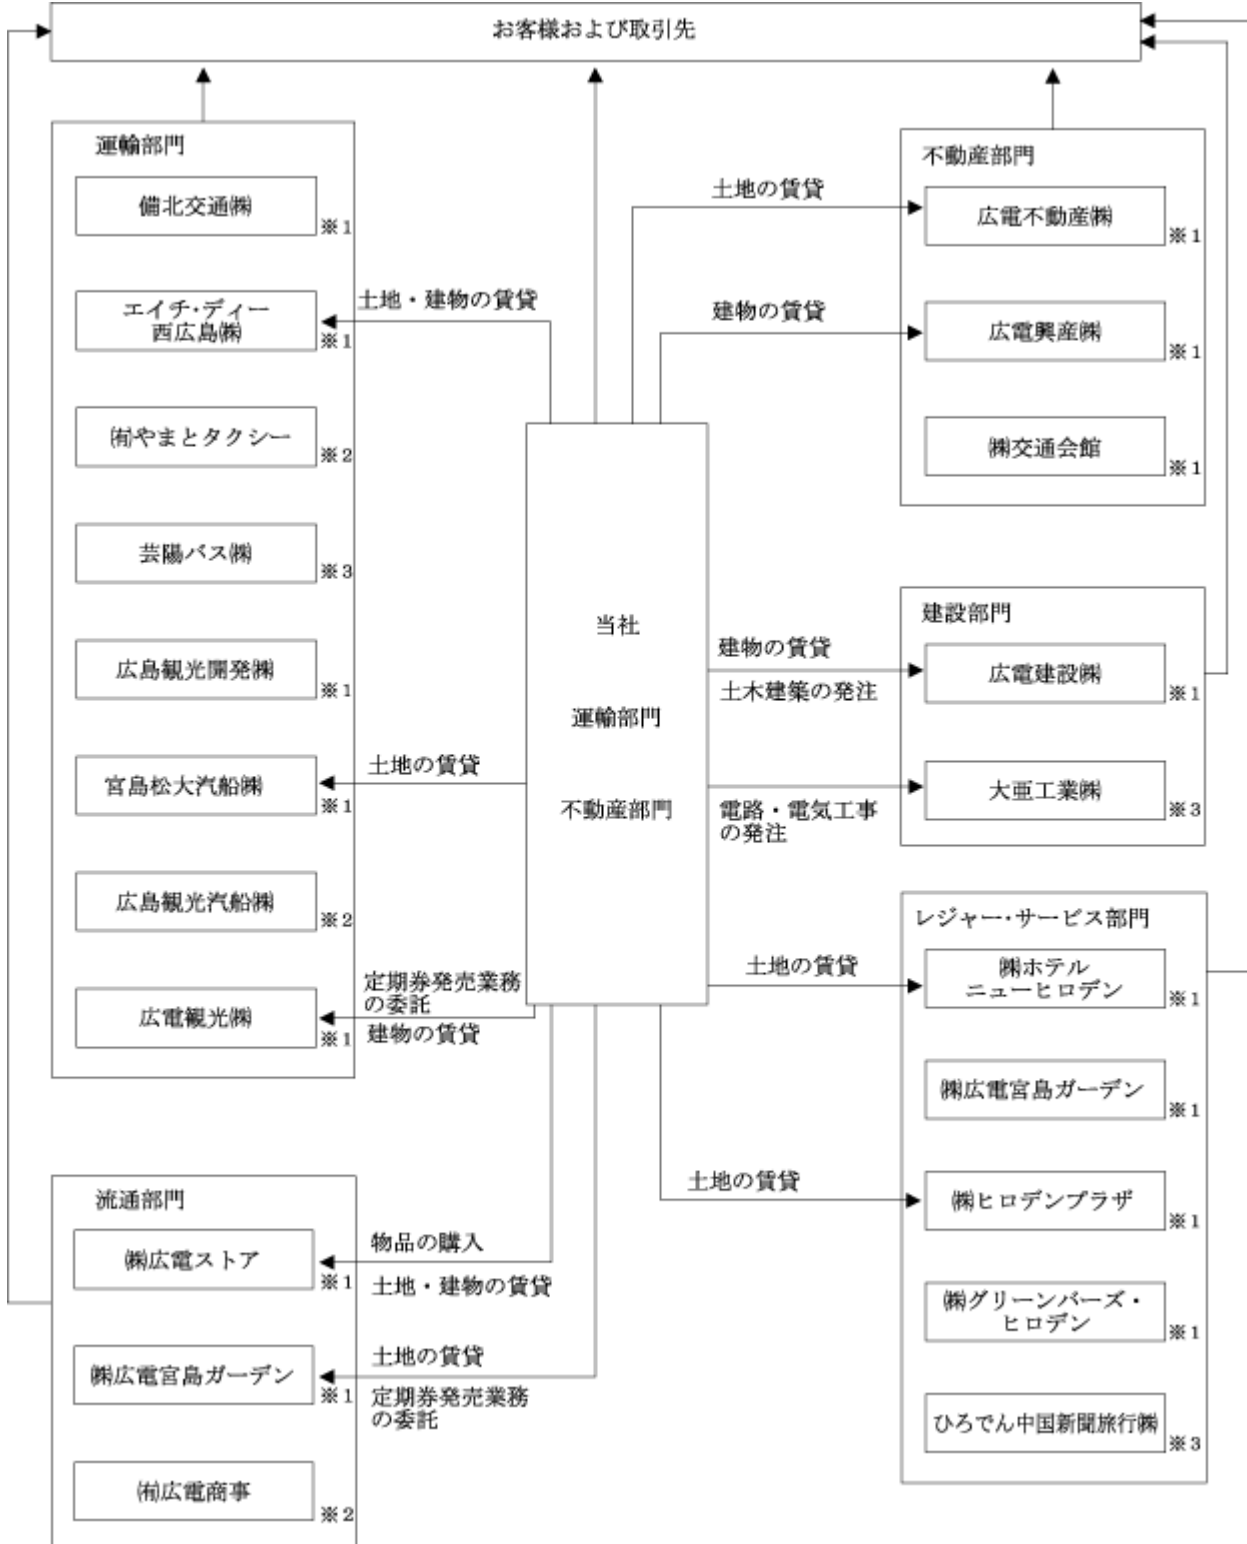 お客様および取引先
運輸部門
備北交通㈱
※1
エイチ・ディー
西広島㈱
※1
㈲やまとタクシー
※2
芸陽バス㈱
※3
広島観光開発㈱
※1
宮島松大汽船㈱
※1
広島観光汽船㈱
※2
広電観光㈱
※1
流通部門
㈱広電ストア
※1
㈱広電宮島ガーデン
※1
㈲広電商事
※2
土地・建物の賃貸
土地の賃貸
定期券発売業務
の委託
建物の賃貸
物品の購入
土地・建物の賃貸
土地の賃貸
定期券発売業務
の委託
当社
運輸部門
不動産部門
土地の賃貸
建物の賃貸
建物の賃貸
土木建築の発注
電路・電気工事
の発注
土地の賃貸
土地の賃貸
不動産部門
広電不動産㈱
※1
広電興産㈱
※1
㈱交通会館
※1
建設部門
広電建設㈱
※1
大亜工業㈱
※3
レジャー・サービス部門
㈱ホテル
ニューヒロデン
※1
㈱広電宮島ガーデン
※1
㈱ヒロデンプラザ
※1
㈱グリーンバーズ・
ヒロデン
※1
ひろでん中国新聞旅行㈱
※3